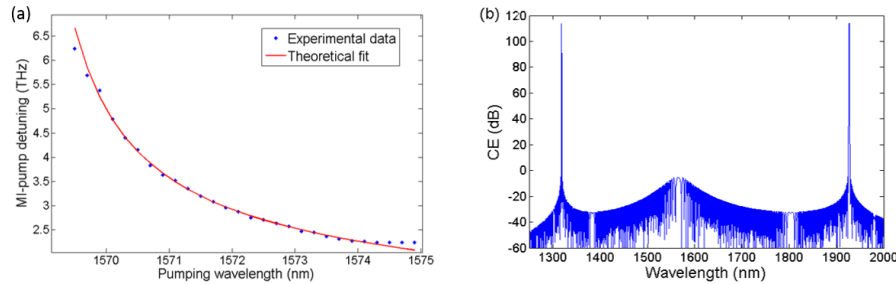 (a)
MI-pump detuning (THz)
6.5
6
5.5
5
4.5
4
3.5
3
2.5
Experimental data
Theoretical fit
1570 1571 1572 1573 1574 1575
Pumping wavelength (nm)
(b)
CE (dB)
120
100
80
60
40
20
0
-20
-40
-60
1300 1400 1500 1600 1700 1800 1900 2000
Wavelength (nm)